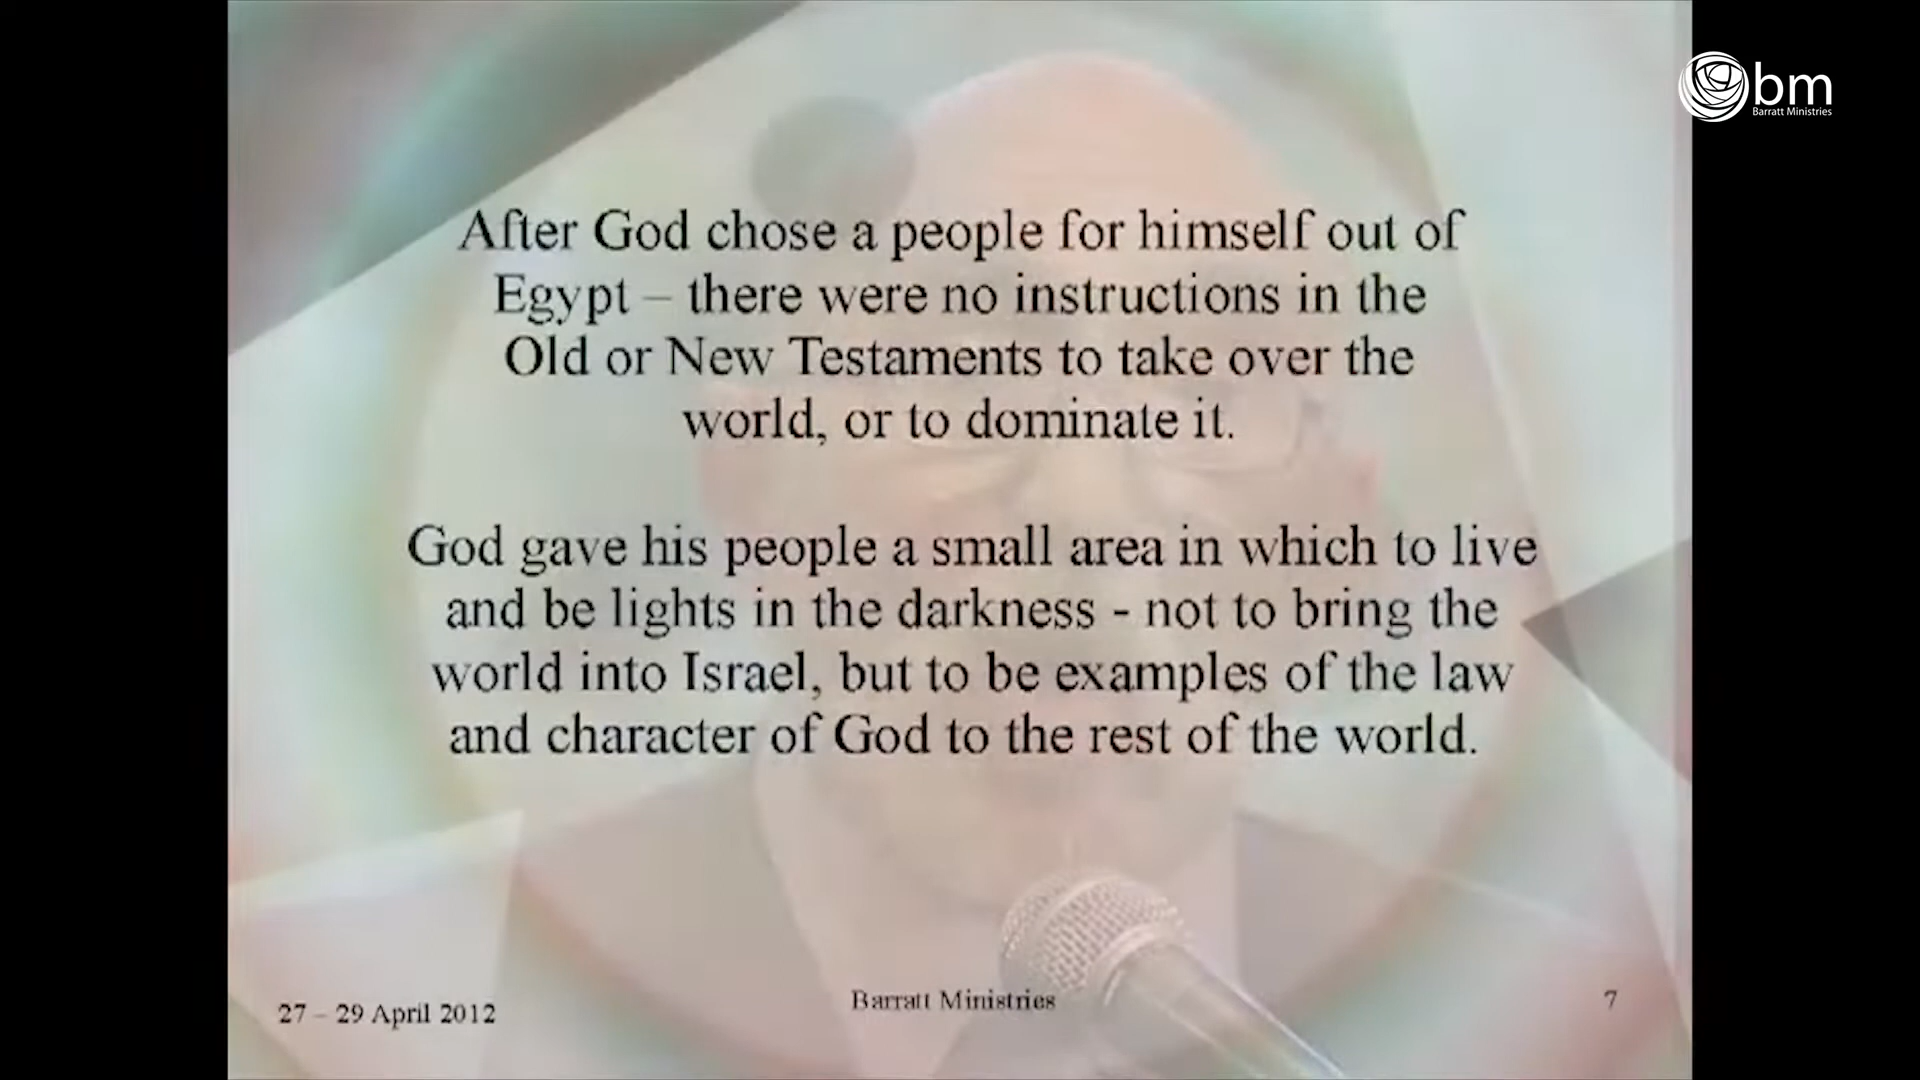 bm
Barratt Ministries
After God chose a people for himself out of
Egypt – there were no instructions in the
Old or New Testaments to take over the
world, or to dominate it.
God gave his people a small area in which to live
and be lights in the darkness - not to bring the
world into Israel, but to be examples of the law
and character of God to the rest of the world.
27 – 29 April 2012
Barratt Ministries
7